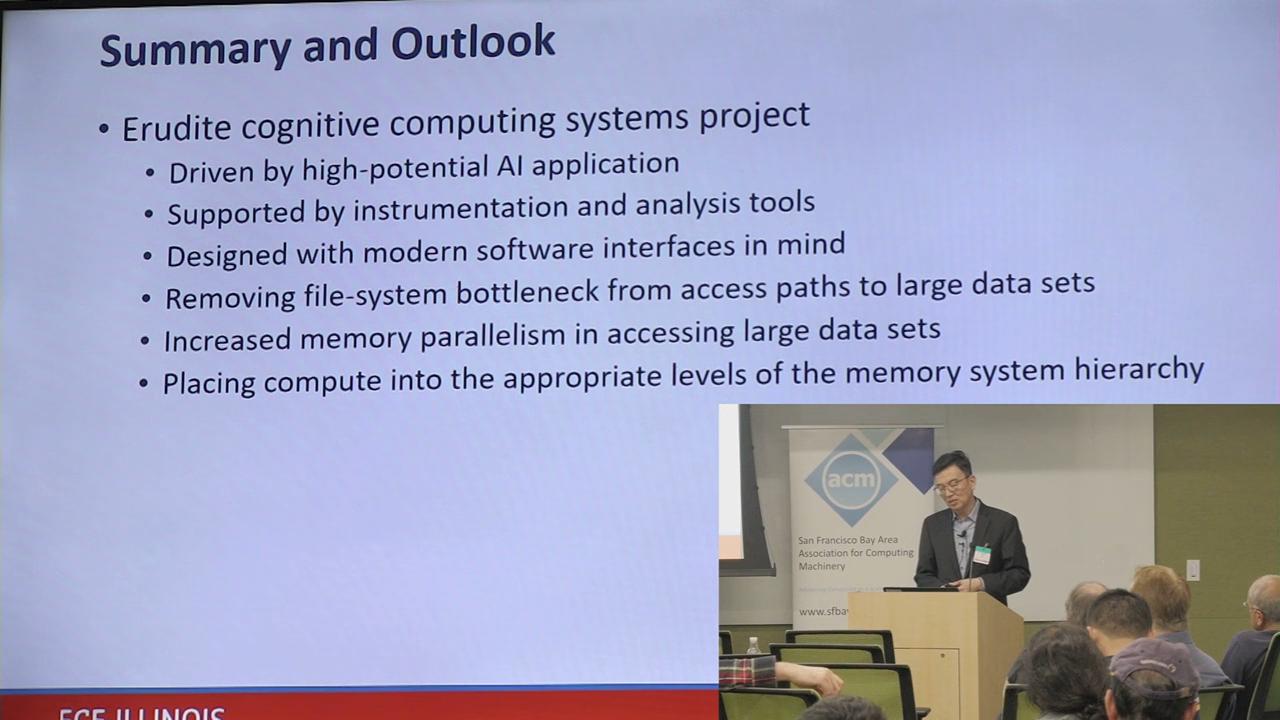 Summary and Outlook
• Erudite cognitive computing systems project
• Driven by high-potential AI application
• Supported by instrumentation and analysis tools
• Designed with modern software interfaces in mind
• Removing file-system bottleneck from access paths to large data sets
• Increased memory parallelism in accessing large data sets
• Placing compute into the appropriate levels of the memory system hierarchy
acm
San Francisco Bay Area
Association for Computing
Machinery
www.sfba
ECE ILLINOIS